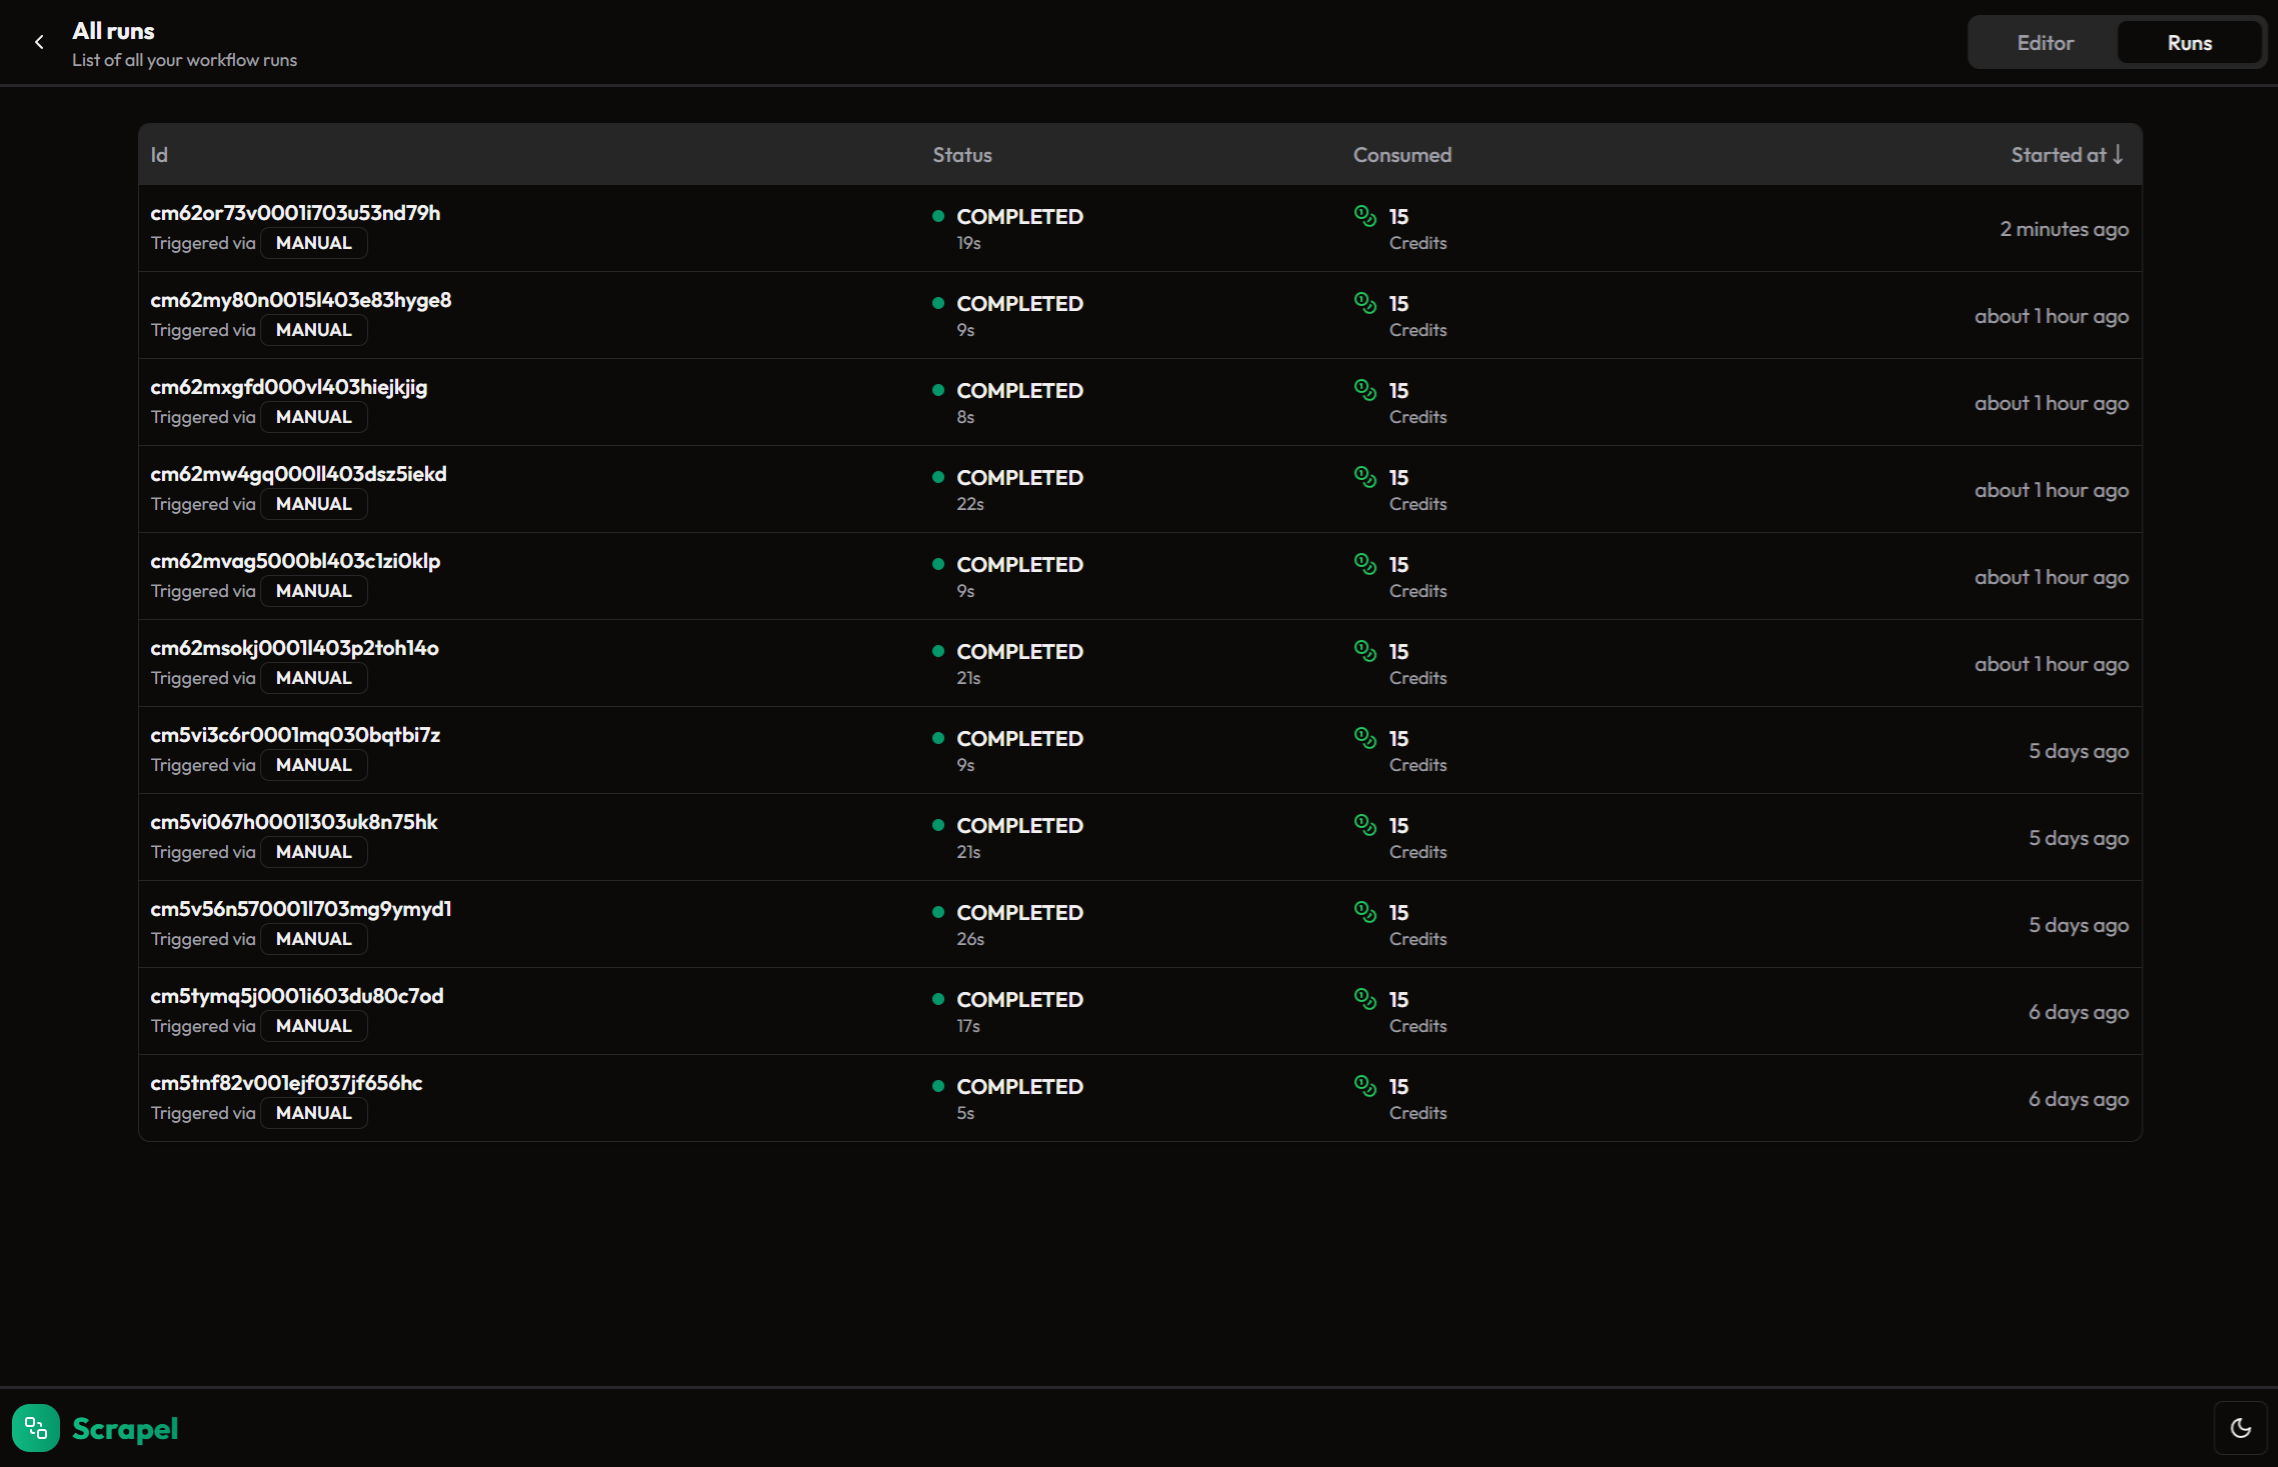 All runs
List of all your workflow runs
Editor Runs
Id Status Consumed Started at ↓
cm62or73v0001i703u53nd79h COMPLETED 15 2 minutes ago
Triggered via MANUAL 19s Credits
cm62my80n0015l403e83hyge8 COMPLETED 15 about 1 hour ago
Triggered via MANUAL 9s Credits
cm62mxgfd000vl403hiejkjig COMPLETED 15 about 1 hour ago
Triggered via MANUAL 8s Credits
cm62mw4gq000ll403dsz5iekd COMPLETED 15 about 1 hour ago
Triggered via MANUAL 22s Credits
cm62mvag5000bl403c1zi0klp COMPLETED 15 about 1 hour ago
Triggered via MANUAL 9s Credits
cm62msokj0001l403p2toh14o COMPLETED 15 about 1 hour ago
Triggered via MANUAL 21s Credits
cm5vi3c6r0001mq030bqtbi7z COMPLETED 15 5 days ago
Triggered via MANUAL 9s Credits
cm5vi067h0001l303uk8n75hk COMPLETED 15 5 days ago
Triggered via MANUAL 21s Credits
cm5v56n570001l703mg9ymyd1 COMPLETED 15 5 days ago
Triggered via MANUAL 26s Credits
cm5tymq5j0001i603du80c7od COMPLETED 15 6 days ago
Triggered via MANUAL 17s Credits
cm5tnf82v001ejf037jf656hc COMPLETED 15 6 days ago
Triggered via MANUAL 5s Credits
Scrapel